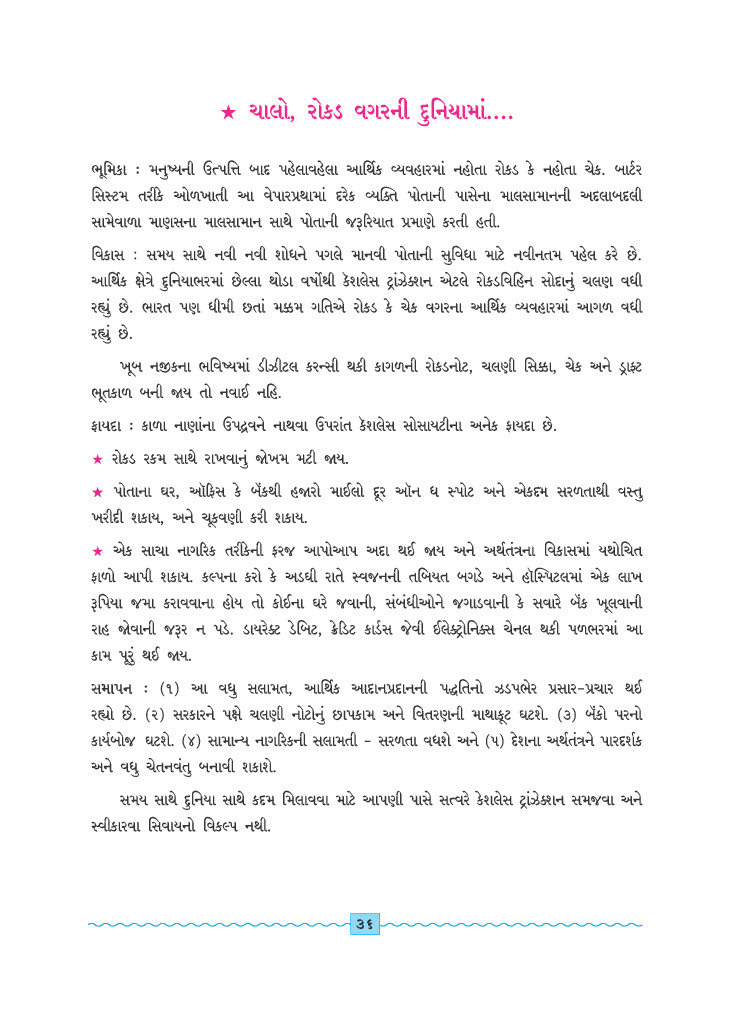 ★ ચાલો, રોકડ વગરની દુનિયામાં....
ભૂમિકા : મનુષ્યની ઉત્પત્તિ બાદ પહેલાવહેલા આર્થિક વ્યવહારમાં નહોતા રોકડ કે નહોતા ચેક. બાર્ટર
સિસ્ટમ તરીકે ઓળખાતી આ વેપારપ્રથામાં દરેક વ્યક્તિ પોતાની પાસેના માલસામાનની અદલાબદલી
સામેવાળા માણસના માલસામાન સાથે પોતાની જરૂરિયાત પ્રમાણે કરતી હતી.
વિકાસ : સમય સાથે નવી નવી શોધને પગલે માનવી પોતાની સુવિધા માટે નવીનતમ પહેલ કરે છે.
આર્થિક ક્ષેત્રે દુનિયાભરમાં છેલ્લા થોડા વર્ષોથી કૅશલેસ ટ્રાંઝેક્શન એટલે રોકડવિહિન સોદાનું ચલણ વધી
રહ્યું છે. ભારત પણ ધીમી છતાં મક્કમ ગતિએ રોકડ કે ચેક વગરના આર્થિક વ્યવહારમાં આગળ વધી
રહ્યું છે.
ખૂબ નજીકના ભવિષ્યમાં ડીઝીટલ કરન્સી થકી કાગળની રોકડનોટ, ચલણી સિક્કા, ચેક અને ડ્રાફ્ટ
ભૂતકાળ બની જાય તો નવાઈ નહિ.
ફાયદા : કાળા નાણાંના ઉપદ્રવને નાથવા ઉપરાંત કૅશલેસ સોસાયટીના અનેક ફાયદા છે.
★ રોકડ રકમ સાથે રાખવાનું જોખમ મટી જાય.
★ પોતાના ઘર, ઑફિસ કે બૅંકથી હજારો માઈલો દૂર ઑન ધ સ્પોટ અને એકદમ સરળતાથી વસ્તુ
ખરીદી શકાય, અને ચૂકવણી કરી શકાય.
★ એક સાચા નાગરિક તરીકેની ફરજ આપોઆપ અદા થઈ જાય અને અર્થતંત્રના વિકાસમાં યથોચિત
ફાળો આપી શકાય. કલ્પના કરો કે અડધી રાતે સ્વજનની તબિયત બગડે અને હૉસ્પિટલમાં એક લાખ
રૂપિયા જમા કરાવવાના હોય તો કોઈના ઘરે જવાની, સંબંધીઓને જગાડવાની કે સવારે બૅંક ખૂલવાની
રાહ જોવાની જરૂર ન પડે. ડાયરેક્ટ ડેબિટ, ક્રેડિટ કાર્ડસ જેવી ઈલેક્ટ્રોનિક્સ ચેનલ થકી પળભરમાં આ
કામ પૂરું થઈ જાય.
સમાપન : (૧) આ વધુ સલામત, આર્થિક આદાનપ્રદાનની પદ્ધતિનો ઝડપભેર પ્રસાર-પ્રચાર થઈ
રહ્યો છે. (૨) સરકારને પક્ષે ચલણી નોટોનું છાપકામ અને વિતરણની માથાકૂટ ઘટશે. (૩) બૅંકો પરનો
કાર્યબોજ ઘટશે. (૪) સામાન્ય નાગરિકની સલામતી - સરળતા વધશે અને (૫) દેશના અર્થતંત્રને પારદર્શક
અને વધુ ચેતનવંતુ બનાવી શકાશે.
સમય સાથે દુનિયા સાથે કદમ મિલાવવા માટે આપણી પાસે સત્વરે કેશલેસ ટ્રાંઝેક્શન સમજવા અને
સ્વીકારવા સિવાયનો વિકલ્પ નથી.
૩૬